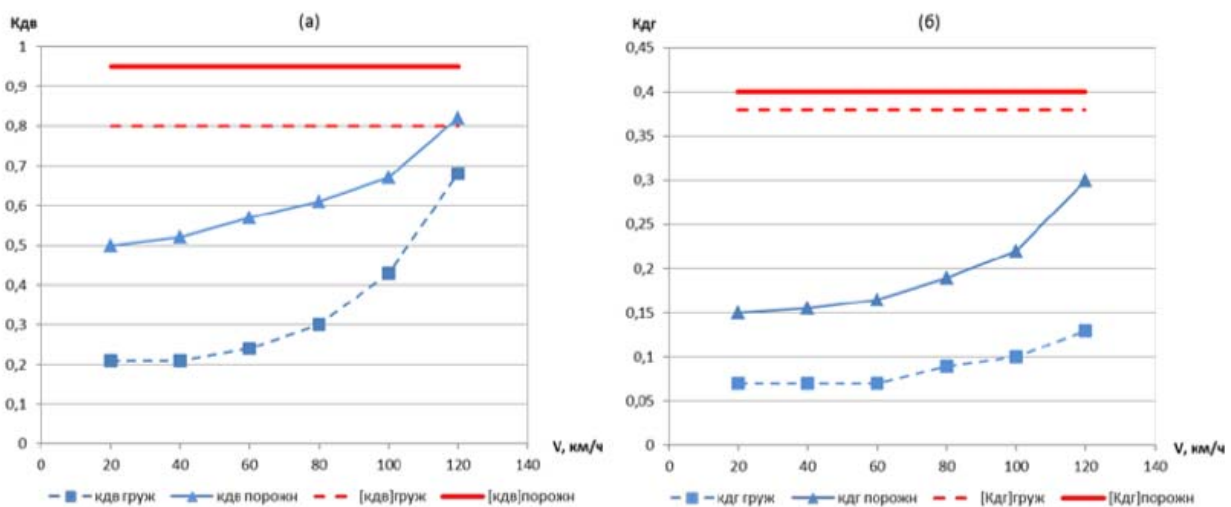 (а)
Кдв
1
0,9
0,8
0,7
0,6
0,5
0,4
0,3
0,2
0,1
0
0 20 40 60 80 100 120 140
V, км/ч
кдв груж кдв порожн [кдв]груж [кдв]порожн
(б)
Кдг
0,45
0,4
0,35
0,3
0,25
0,2
0,15
0,1
0,05
0
0 20 40 60 80 100 120 140
V, км/ч
кдг груж кдг порожн [Кдг]груж [Кдг]порожн